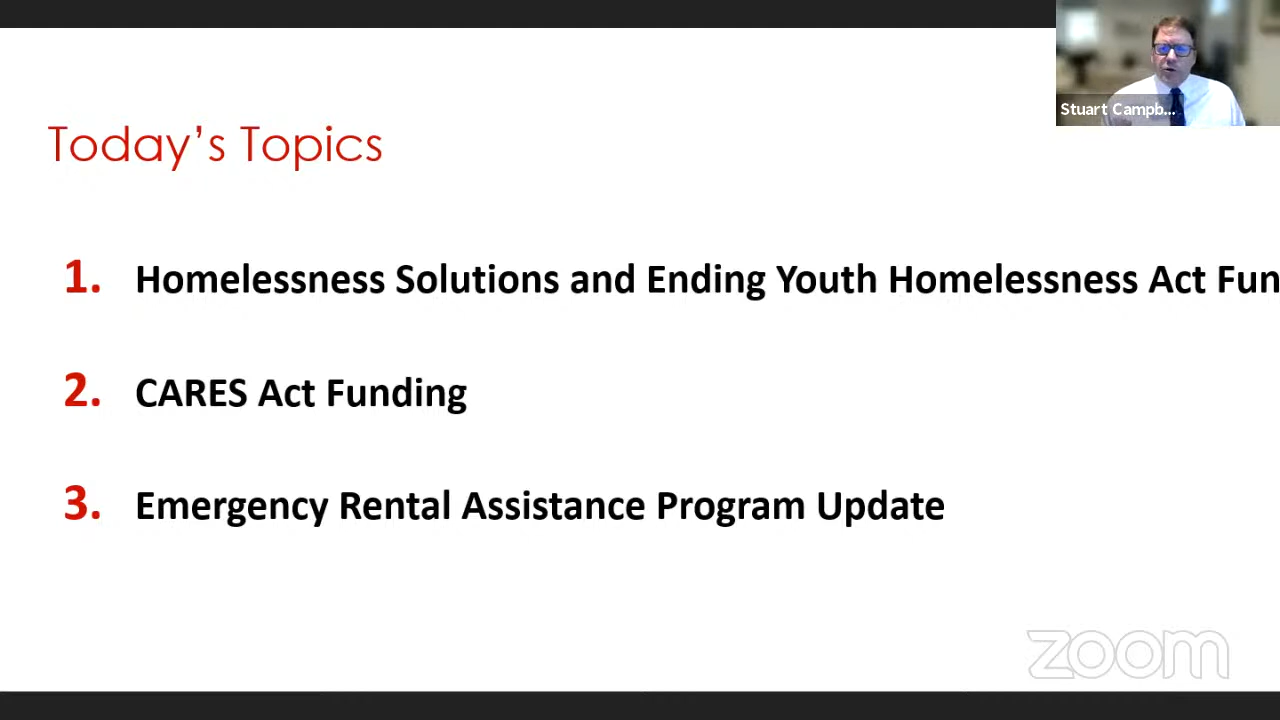 Stuart Campb...
Today's Topics
1. Homelessness Solutions and Ending Youth Homelessness Act Fun
2. CARES Act Funding
3. Emergency Rental Assistance Program Update
zoom